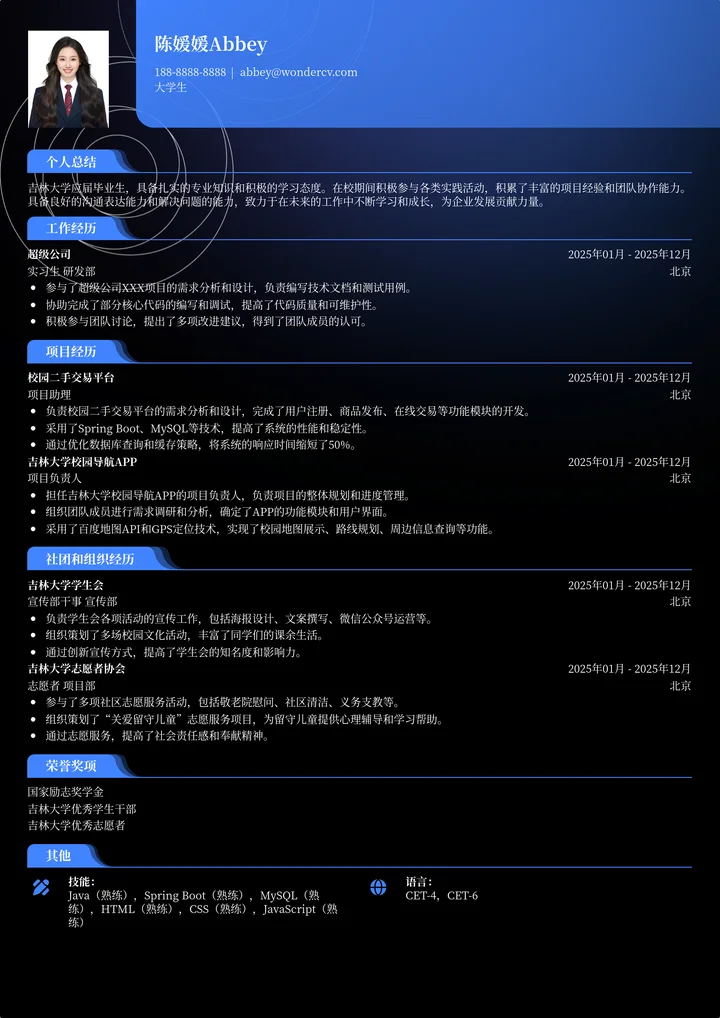 陈媛媛Abbey
188-8888-8888 | abbey@wondercv.com
大学生
个人总结
吉林大学应届毕业生，具备扎实的专业知识和积极的学习态度。在校期间积极参与各类实践活动，积累了丰富的项目经验和团队协作能力。
具备良好的沟通表达能力和解决问题的能力，致力于在未来的工作中不断学习和成长，为企业发展贡献力量。
工作经历
超级公司 2025年01月 - 2025年12月
实习生 研发部 北京
• 参与了超级公司XXX项目的需求分析和设计，负责编写技术文档和测试用例。
• 协助完成了部分核心代码的编写和调试，提高了代码质量和可维护性。
• 积极参与团队讨论，提出了多项改进建议，得到了团队成员的认可。
项目经历
校园二手交易平台 2025年01月 - 2025年12月
项目助理 北京
• 负责校园二手交易平台的需求分析和设计，完成了用户注册、商品发布、在线交易等功能模块的开发。
• 采用了Spring Boot、MySQL等技术，提高了系统的性能和稳定性。
• 通过优化数据库查询和缓存策略，将系统的响应时间缩短了50%。
吉林大学校园导航APP 2025年01月 - 2025年12月
项目负责人 北京
• 担任吉林大学校园导航APP的项目负责人，负责项目的整体规划和进度管理。
• 组织团队成员进行需求调研和分析，确定了APP的功能模块和用户界面。
• 采用了百度地图API和GPS定位技术，实现了校园地图展示、路线规划、周边信息查询等功能。
社团和组织经历
吉林大学学生会 2025年01月 - 2025年12月
宣传部干事 宣传部 北京
• 负责学生会各项活动的宣传工作，包括海报设计、文案撰写、微信公众号运营等。
• 组织策划了多场校园文化活动，丰富了同学们的课余生活。
• 通过创新宣传方式，提高了学生会的知名度和影响力。
吉林大学志愿者协会 2025年01月 - 2025年12月
志愿者 项目部 北京
• 参与了多项社区志愿服务活动，包括敬老院慰问、社区清洁、义务支教等。
• 组织策划了“关爱留守儿童”志愿服务项目，为留守儿童提供心理辅导和学习帮助。
• 通过志愿服务，提高了社会责任感和奉献精神。
荣誉奖项
国家励志奖学金
吉林大学优秀学生干部
吉林大学优秀志愿者
其他
技能：
Java（熟练），Spring Boot（熟练），MySQL（熟
练），HTML（熟练），CSS（熟练），JavaScript（熟
练）
语言：
CET-4，CET-6